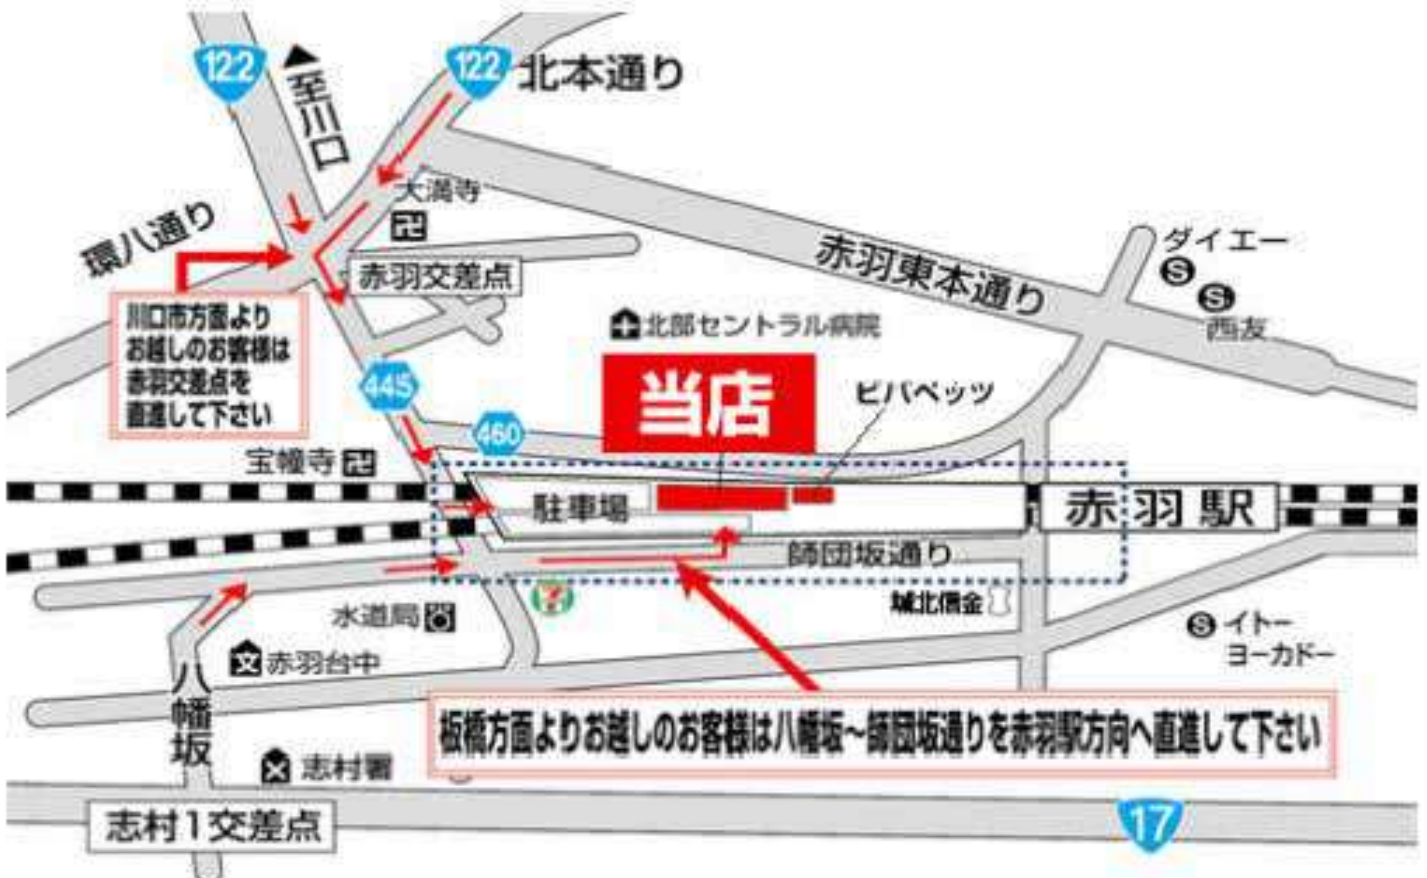 122
▲至川口
122
北本通り
大満寺
環八通り
赤羽交差点
川口市方面より
お越しのお客様は
赤羽交差点を
直進して下さい
赤羽東本通り
ダイエー
S
S
西友
北部セントラル病院
当店
ビバペッツ
445
460
宝幢寺
駐車場
赤羽駅
師団坂通り
7
水道局
城北信金
S イトー
ヨーカドー
文 赤羽台中
八幡坂
板橋方面よりお越しのお客様は八幡坂〜師団坂通りを赤羽駅方向へ直進して下さい
志村署
志村1交差点
17